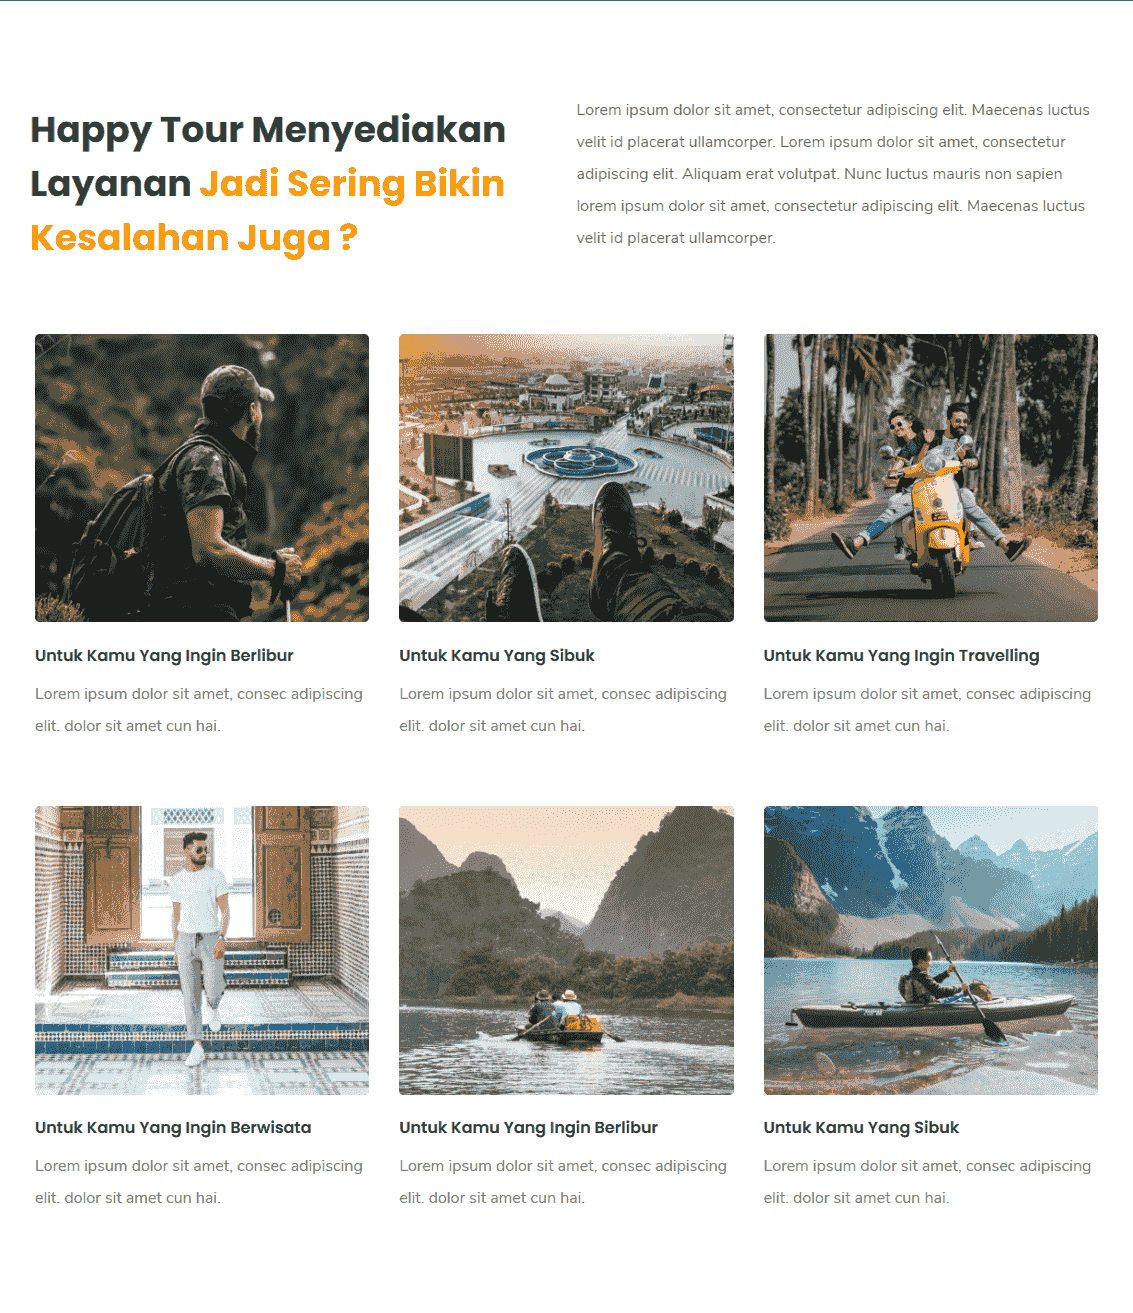 Happy Tour Menyediakan
Layanan Jadi Sering Bikin
Kesalahan Juga ?
Lorem ipsum dolor sit amet, consectetur adipiscing elit. Maecenas luctus
velit id placerat ullamcorper. Lorem ipsum dolor sit amet, consectetur
adipiscing elit. Aliquam erat volutpat. Nunc luctus mauris non sapien
lorem ipsum dolor sit amet, consectetur adipiscing elit. Maecenas luctus
velit id placerat ullamcorper.
Untuk Kamu Yang Ingin Berlibur
Lorem ipsum dolor sit amet, consec adipiscing
elit. dolor sit amet cun hai.
Untuk Kamu Yang Sibuk
Lorem ipsum dolor sit amet, consec adipiscing
elit. dolor sit amet cun hai.
Untuk Kamu Yang Ingin Travelling
Lorem ipsum dolor sit amet, consec adipiscing
elit. dolor sit amet cun hai.
Untuk Kamu Yang Ingin Berwisata
Lorem ipsum dolor sit amet, consec adipiscing
elit. dolor sit amet cun hai.
Untuk Kamu Yang Ingin Berlibur
Lorem ipsum dolor sit amet, consec adipiscing
elit. dolor sit amet cun hai.
Untuk Kamu Yang Sibuk
Lorem ipsum dolor sit amet, consec adipiscing
elit. dolor sit amet cun hai.